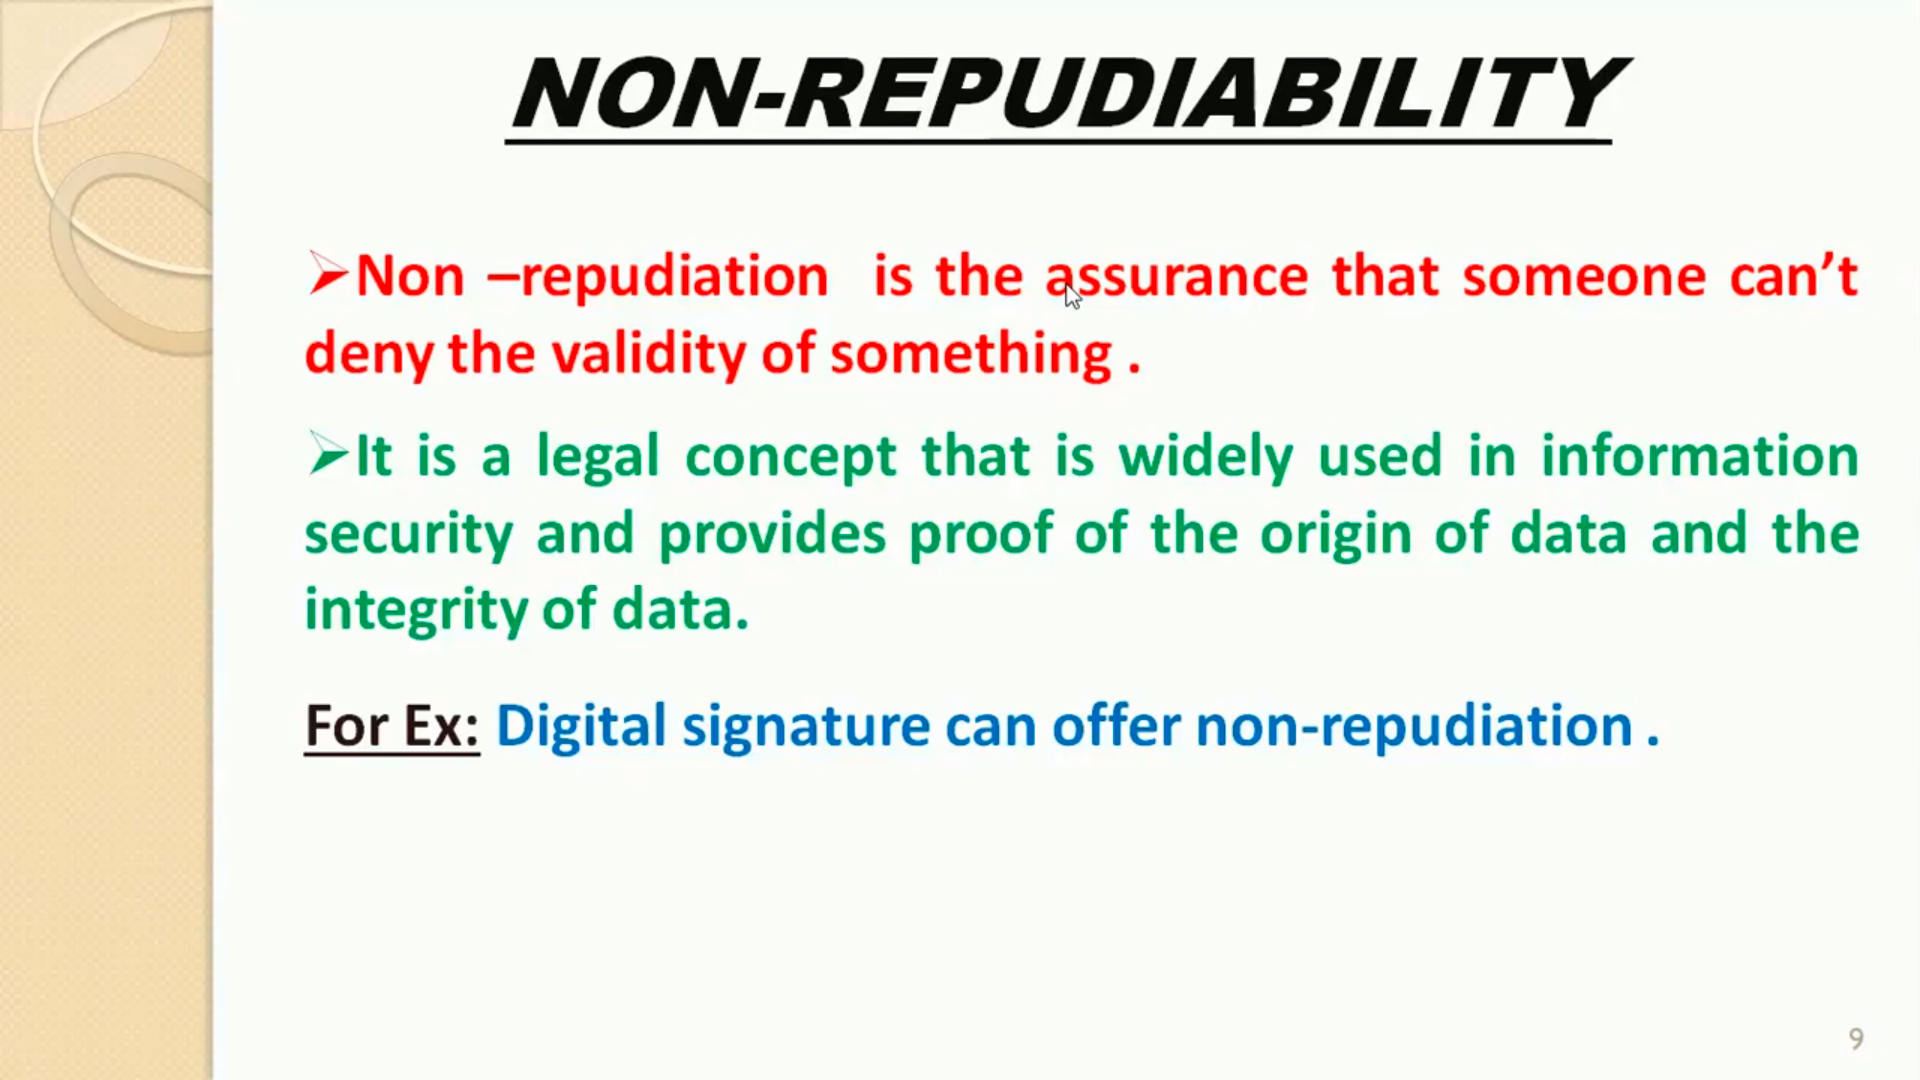 NON-REPUDIABILITY
➢Non –repudiation is the assurance that someone can’t
deny the validity of something .
➢It is a legal concept that is widely used in information
security and provides proof of the origin of data and the
integrity of data.
For Ex: Digital signature can offer non-repudiation .
9